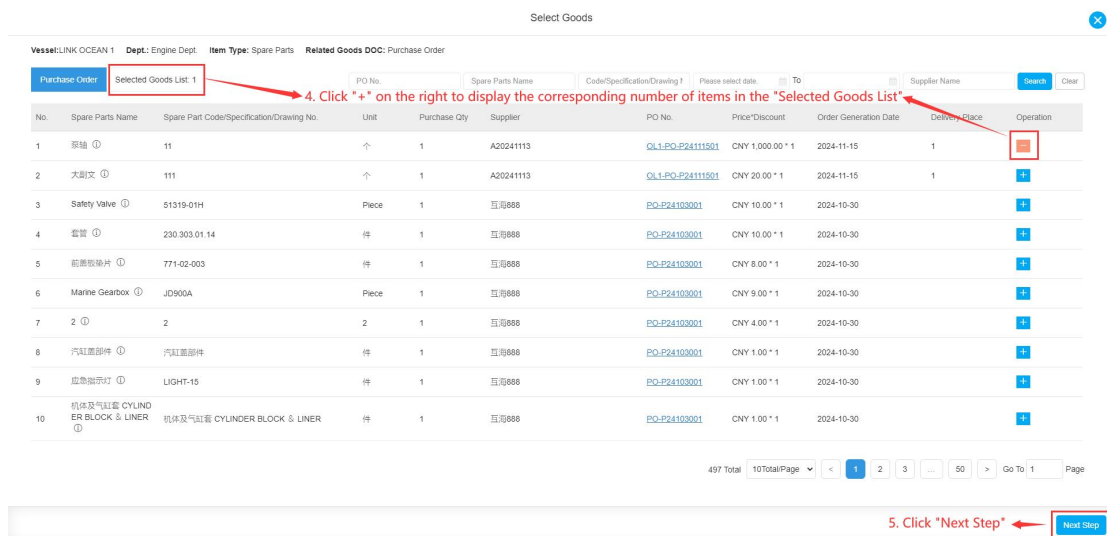 Select Goods
Vessel:LINK OCEAN 1 Dept.: Engine Dept. Item Type: Spare Parts Related Goods DOC: Purchase Order
Purchase Order Selected Goods List: 1 PO No. Spare Parts Name Code/Specification/Drawing f Please select date. To Supplier Name Search Clear
4. Click "+" on the right to display the corresponding number of items in the "Selected Goods List"
No. Spare Parts Name Spare Part Code/Specification/Drawing No. Unit Purchase Qty Supplier PO No. Price*Discount Order Generation Date Delivery Place Operation
1 泵轴 11 个 1 A20241113 OL1-PO-P24111501 CNY 1,000.00 * 1 2024-11-15 1 −
2 大副文 111 个 1 A20241113 OL1-PO-P24111501 CNY 20.00 * 1 2024-11-15 1 +
3 Safety Valve 51319-01H Piece 1 互海888 PO-P24103001 CNY 10.00 * 1 2024-10-30 +
4 套管 230.303.01.14 件 1 互海888 PO-P24103001 CNY 10.00 * 1 2024-10-30 +
5 前盖板垫片 771-02-003 件 1 互海888 PO-P24103001 CNY 8.00 * 1 2024-10-30 +
6 Marine Gearbox JD900A Piece 1 互海888 PO-P24103001 CNY 9.00 * 1 2024-10-30 +
7 2 2 2 1 互海888 PO-P24103001 CNY 4.00 * 1 2024-10-30 +
8 汽缸盖部件 汽缸盖部件 件 1 互海888 PO-P24103001 CNY 1.00 * 1 2024-10-30 +
9 应急指示灯 LIGHT-15 件 1 互海888 PO-P24103001 CNY 1.00 * 1 2024-10-30 +
机体及气缸套 CYLIND
10 ER BLOCK & LINER 机体及气缸套 CYLINDER BLOCK & LINER 件 1 互海888 PO-P24103001 CNY 1.00 * 1 2024-10-30 +
497 Total 10Total/Page < 1 2 3 ... 50 > Go To 1 Page
5. Click "Next Step" Next Step